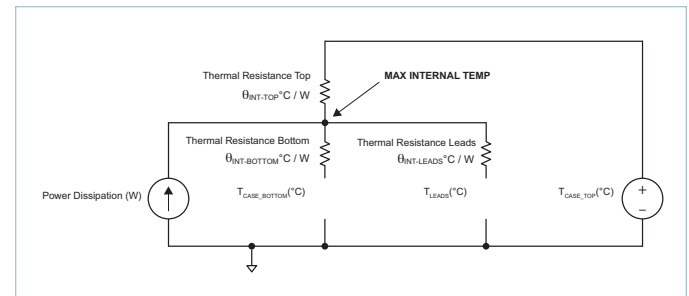 Thermal Resistance Top
θINT-TOP°C / W
MAX INTERNAL TEMP
Thermal Resistance Bottom
θINT-BOTTOM°C / W
Thermal Resistance Leads
θINT-LEADS°C / W
Power Dissipation (W)
TCASE_BOTTOM(°C)
TLEADS(°C)
TCASE_TOP(°C)
+
–